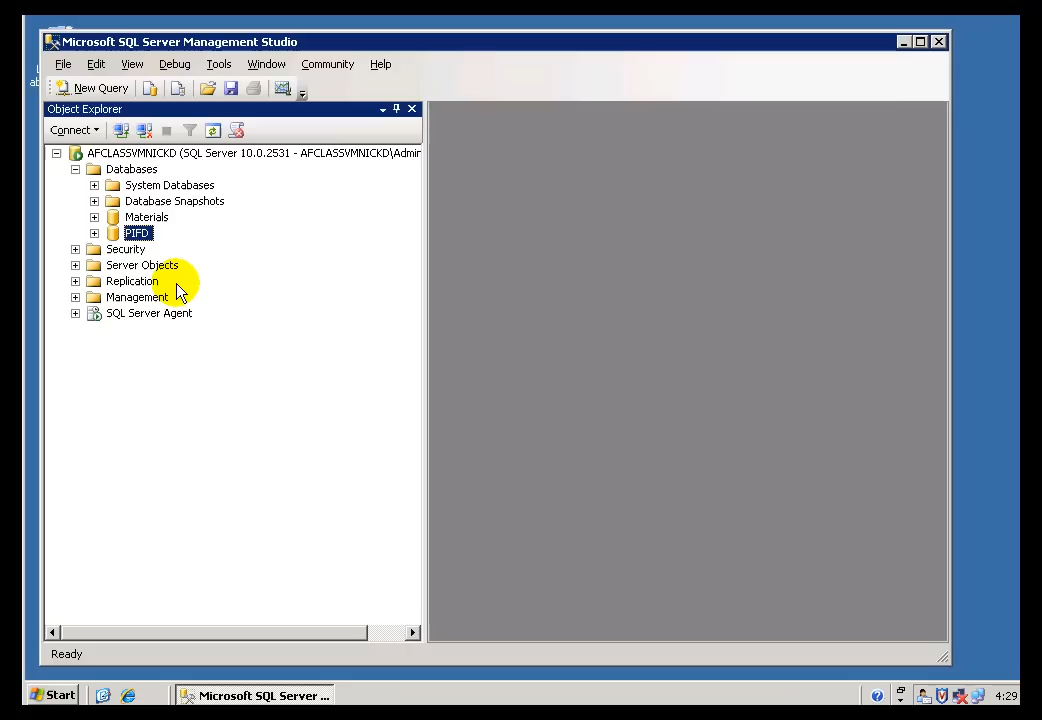 Microsoft SQL Server Management Studio
File Edit View Debug Tools Window Community Help
New Query
Object Explorer
Connect
AFCLASSVMNICKD (SQL Server 10.0.2531 - AFCLASSVMNICKD\Admir
Databases
System Databases
Database Snapshots
Materials
PIFD
Security
Server Objects
Replication
Management
SQL Server Agent
Ready
Start
Microsoft SQL Server ...
4:29